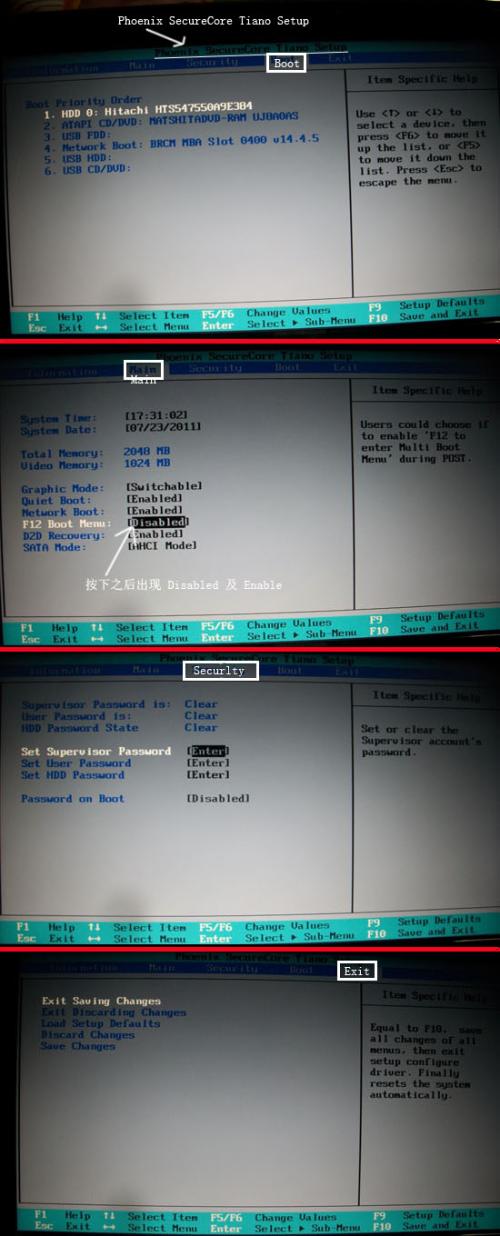 Phoenix SecureCore Tiano Setup
Phoenix SecureCore Tiano Setup
Information Main Security Boot Exit
Item Specific Help
Boot Priority Order
1. HDD 0: Hitachi HTS547550A9E384
2. ATAPI CD/DVD: MATSHITADVD-RAM UJ8A0AS
3. USB FDD:
4. Network Boot: BRCM MBA Slot 0400 v14.4.5
5. USB HDD:
6. USB CD/DVD:
Use <↑> or <↓> to
select a device, then
press <F6> to move it
up the list, or <F5>
to move it down the
list. Press <Esc> to
escape the menu.
F1 Help ↑↓ Select Item F5/F6 Change Values F9 Setup Defaults
Esc Exit ↔ Select Menu Enter Select ▶ Sub-Menu F10 Save and Exit
Phoenix SecureCore Tiano Setup
Information Main Security Boot Exit
Main
Item Specific Help
System Time: [17:31:02]
System Date: [07/23/2011]
Total Memory: 2048 MB
Video Memory: 1024 MB
Graphic Mode: [Switchable]
Quiet Boot: [Enabled]
Network Boot: [Enabled]
F12 Boot Menu: [Disabled]
D2D Recovery: [Enabled]
SATA Mode: [AHCI Mode]
Users could choose if
to enable 'F12 to
enter Multi Boot
Menu' during POST.
按下之后出现 Disabled 及 Enable
F1 Help ↑↓ Select Item F5/F6 Change Values F9 Setup Defaults
Esc Exit ↔ Select Menu Enter Select ▶ Sub-Menu F10 Save and Exit
Phoenix SecureCore Tiano Setup
Information Main Security Boot Exit
Item Specific Help
Supervisor Password is: Clear
User Password is: Clear
HDD Password State Clear
Set Supervisor Password [Enter]
Set User Password [Enter]
Set HDD Password [Enter]
Password on Boot [Disabled]
Set or clear the
Supervisor account's
password.
F1 Help ↑↓ Select Item F5/F6 Change Values F9 Setup Defaults
Esc Exit ↔ Select Menu Enter Select ▶ Sub-Menu F10 Save and Exit
Phoenix SecureCore Tiano Setup
Information Main Security Boot Exit
Item Specific Help
Exit Saving Changes
Exit Discarding Changes
Load Setup Defaults
Discard Changes
Save Changes
Equal to F10, save
all changes of all
menus, then exit
setup configure
driver. Finally
resets the system
automatically.
F1 Help ↑↓ Select Item F5/F6 Change Values F9 Setup Defaults
Esc Exit ↔ Select Menu Enter Select ▶ Sub-Menu F10 Save and Exit